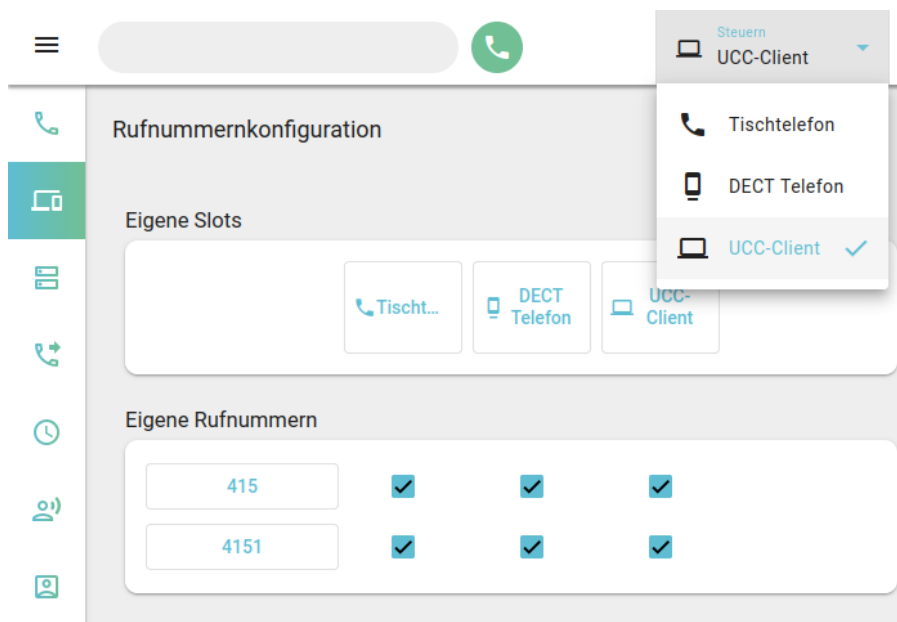 Steuern
UCC-Client
Tischtelefon
DECT Telefon
UCC-Client
Rufnummernkonfiguration
Eigene Slots
Tischt...
DECT
Telefon
UCC-
Client
Eigene Rufnummern
415
4151